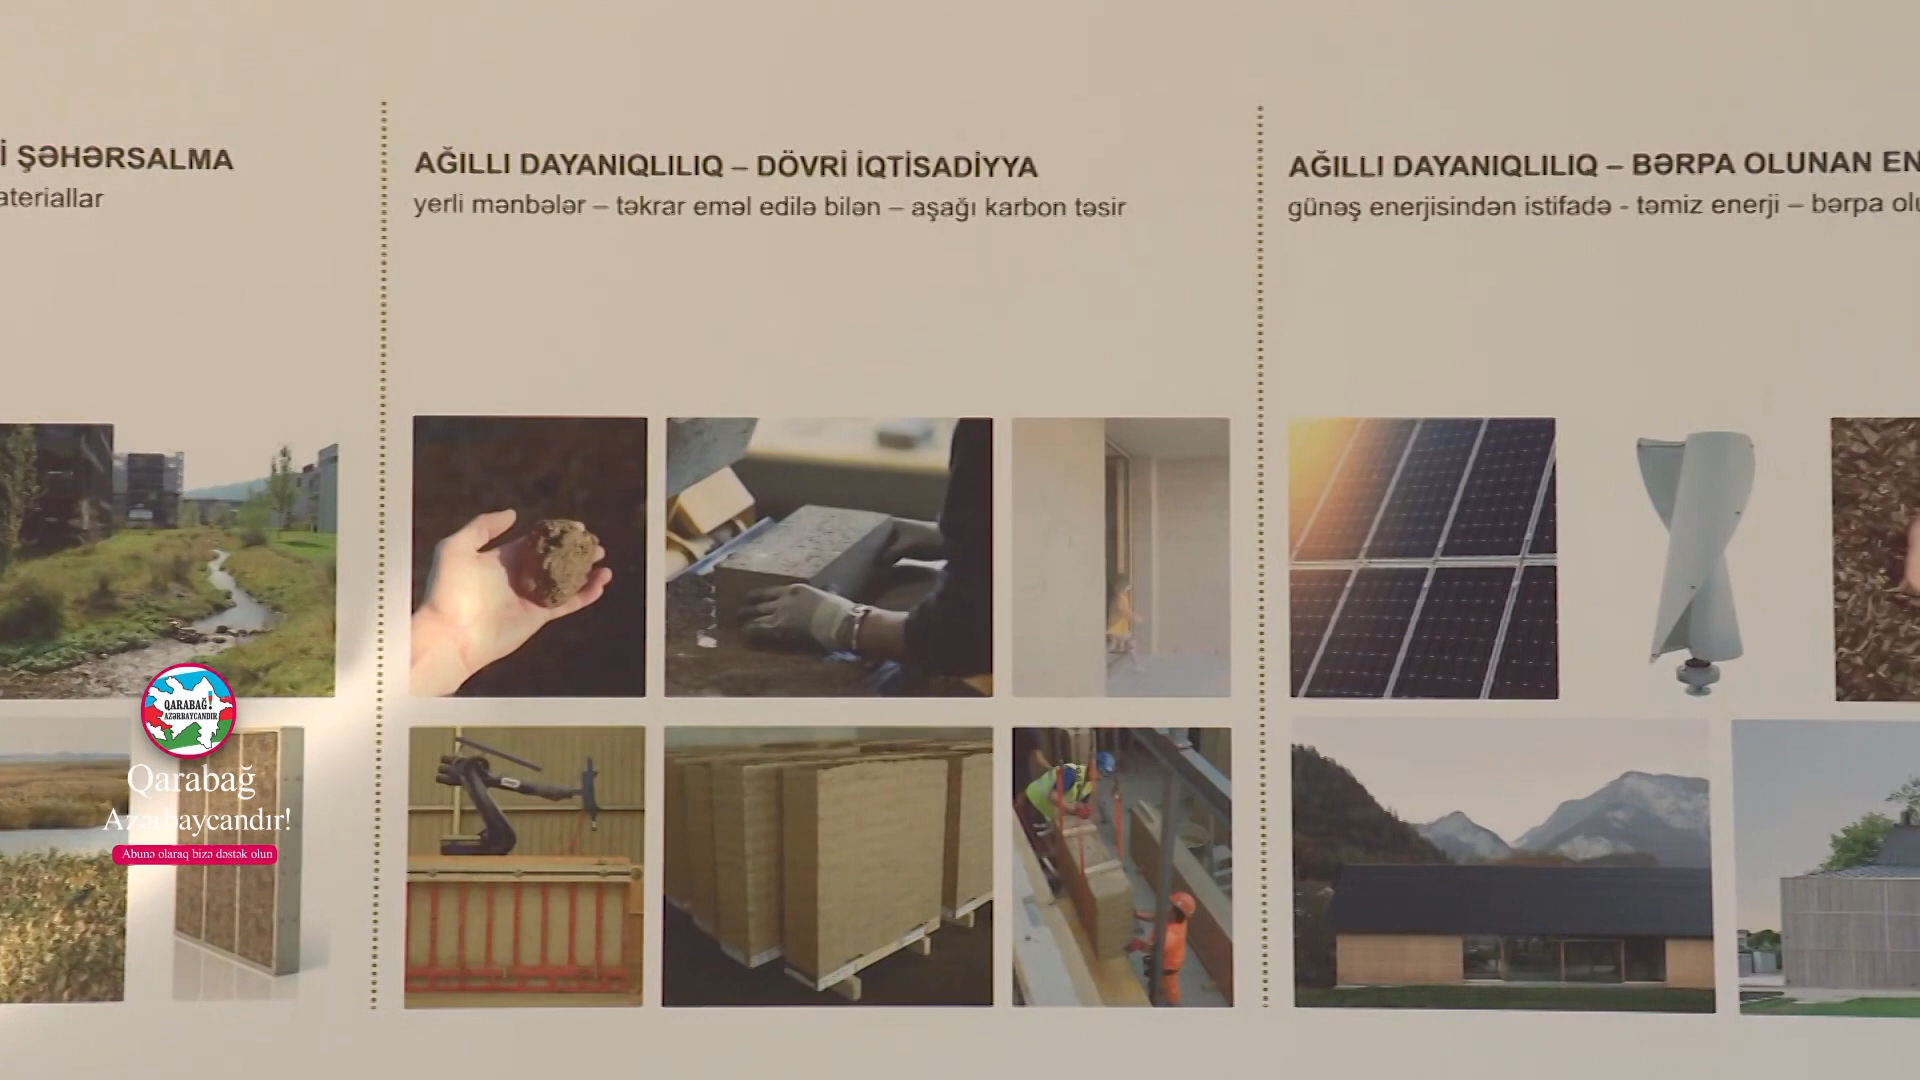 İ ŞƏHƏRSALMA
ateriallar
AĞILLI DAYANIQLILIQ – DÖVRİ İQTİSADİYYA
yerli mənbələr – təkrar eməl edilə bilən – aşağı karbon təsir
AĞILLI DAYANIQLILIQ – BƏRPA OLUNAN EN
günəş enerjisindən istifadə - təmiz enerji – bərpa olu
QARABAĞ!
AZƏRBAYCANDIR
Qarabağ
Azərbaycandır!
Abunə olaraq bizə dəstək olun